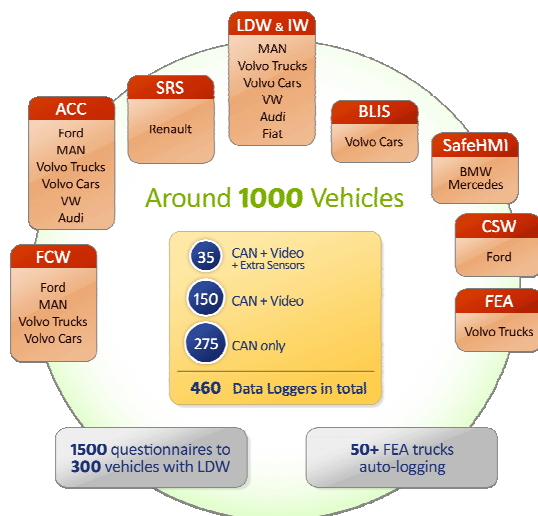 LDW & IW
MAN
Volvo Trucks
Volvo Cars
VW
Audi
Fiat
SRS
Renault
ACC
Ford
MAN
Volvo Trucks
Volvo Cars
VW
Audi
BLIS
Volvo Cars
SafeHMI
BMW
Mercedes
Around 1000 Vehicles
CSW
Ford
FCW
Ford
MAN
Volvo Trucks
Volvo Cars
35 CAN + Video
+ Extra Sensors
150 CAN + Video
275 CAN only
460 Data Loggers in total
FEA
Volvo Trucks
1500 questionnaires to
300 vehicles with LDW
50+ FEA trucks
auto-logging